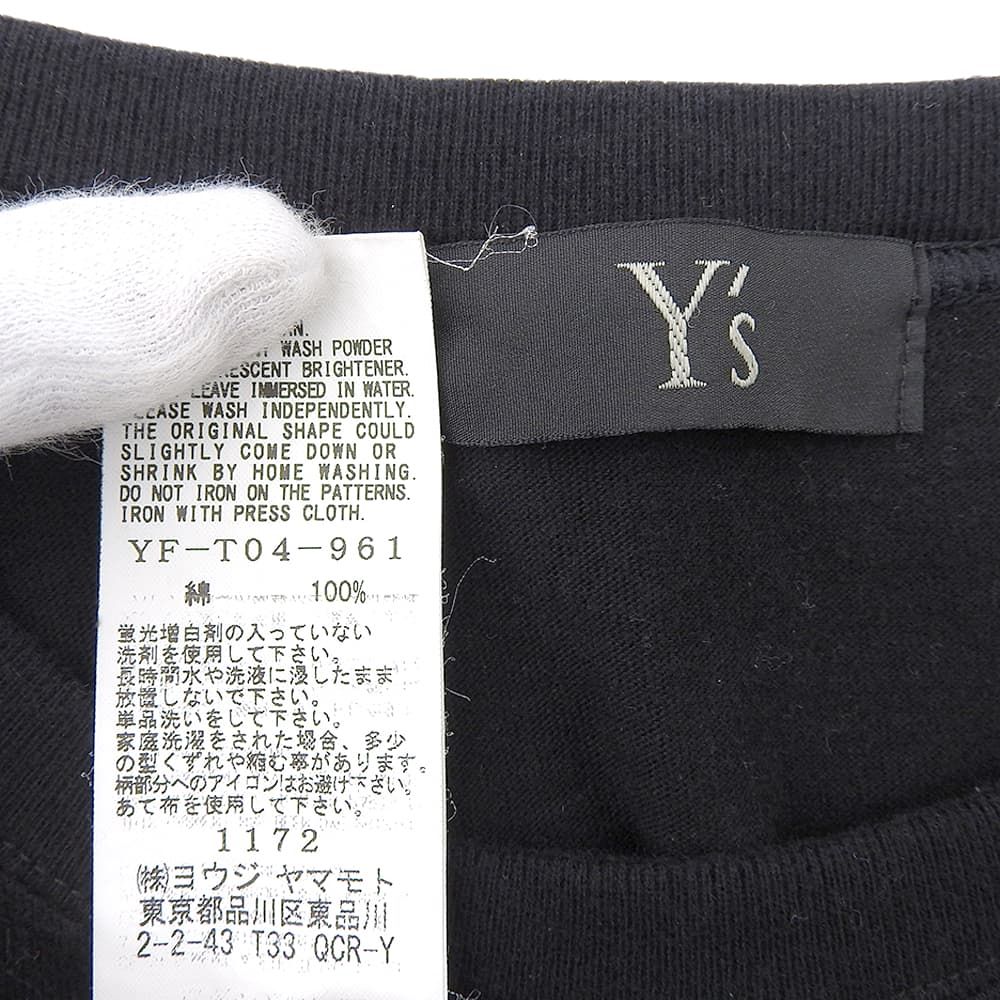 Y's
WASH POWDER
BRIGHTENER.
LEAVE IMMERSED IN WATER.
WASH INDEPENDENTLY.
THE ORIGINAL SHAPE COULD
SLIGHTLY COME DOWN OR
SHRINK BY HOME WASHING.
DO NOT IRON ON THE PATTERNS.
IRON WITH PRESS CLOTH.
YF-T04-961
綿 100%
蛍光増白剤の入っていない
洗剤を使用して下さい。
長時間水や洗液に浸したまま
放置しないで下さい。
単品洗いをして下さい。
家庭洗濯をされた場合、多少
の型くずれや縮む事があります。
柄部分へのアイロンはお避け下さい。
あて布を使用して下さい。
1172
㈱ヨウジ ヤマモト
東京都品川区東品川
2-2-43 T33 QCR-Y